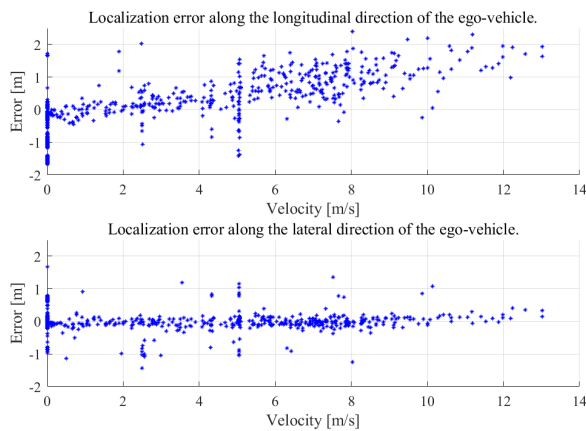 Localization error along the longitudinal direction of the ego-vehicle.
2
1
0
-1
-2
Error [m]
0 2 4 6 8 10 12 14
Velocity [m/s]
Localization error along the lateral direction of the ego-vehicle.
2
1
0
-1
-2
Error [m]
0 2 4 6 8 10 12 14
Velocity [m/s]